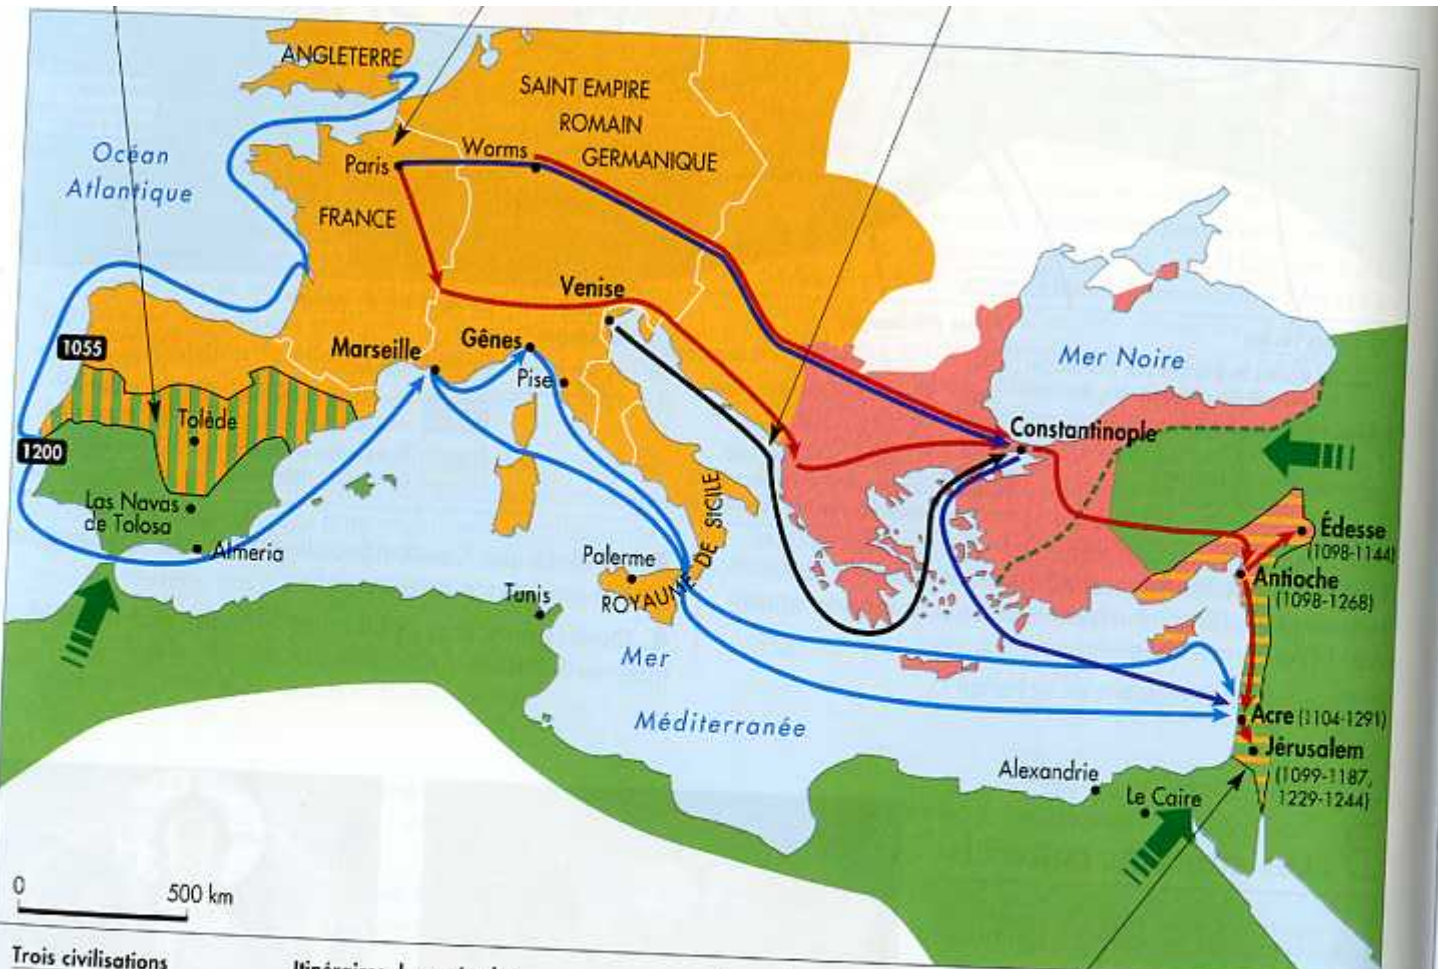 ANGLETERRE
SAINT EMPIRE
ROMAIN
GERMANIQUE
Océan
Atlantique
Paris
Worms
FRANCE
Venise
Mer Noire
1055
Marseille
Gênes
Pise
Tolède
Constantinople
1200
Las Navas
de Tolosa
Almeria
Palerme
ROYAUME DE SICILE
Tunis
Édesse
(1098-1144)
Antioche
(1098-1268)
Mer
Méditerranée
Acre (1104-1291)
Jérusalem
(1099-1187,
1229-1244)
Alexandrie
Le Caire
0 500 km
Trois civilisations